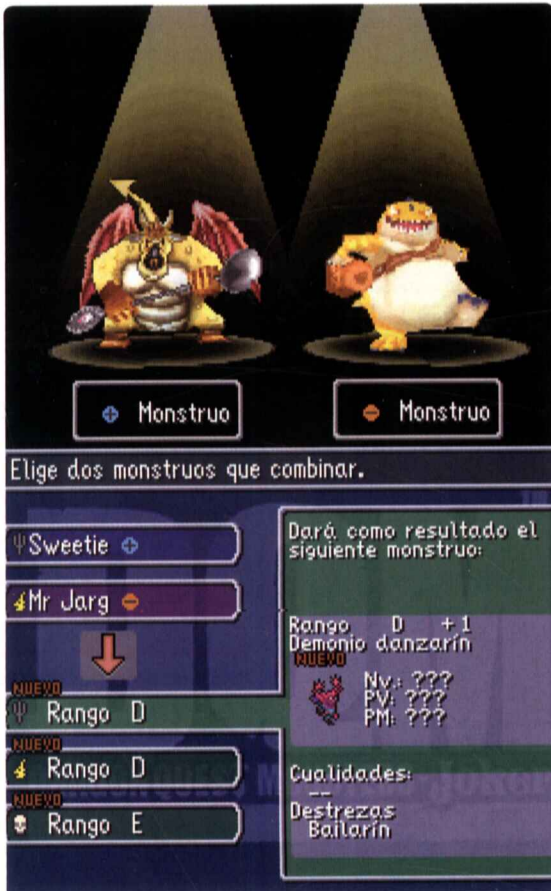 Monstruo
Monstruo
Elige dos monstruos que combinar.
Sweetie
Mr Jarg
NUEVO
Rango D
NUEVO
Rango D
NUEVO
Rango E
Dará como resultado el
siguiente monstruo:
Rango D +1
Demonio danzarín
NUEVO
Nv.: ???
PV: ???
PM: ???
Cualidades:
--
Destrezas
Bailarín